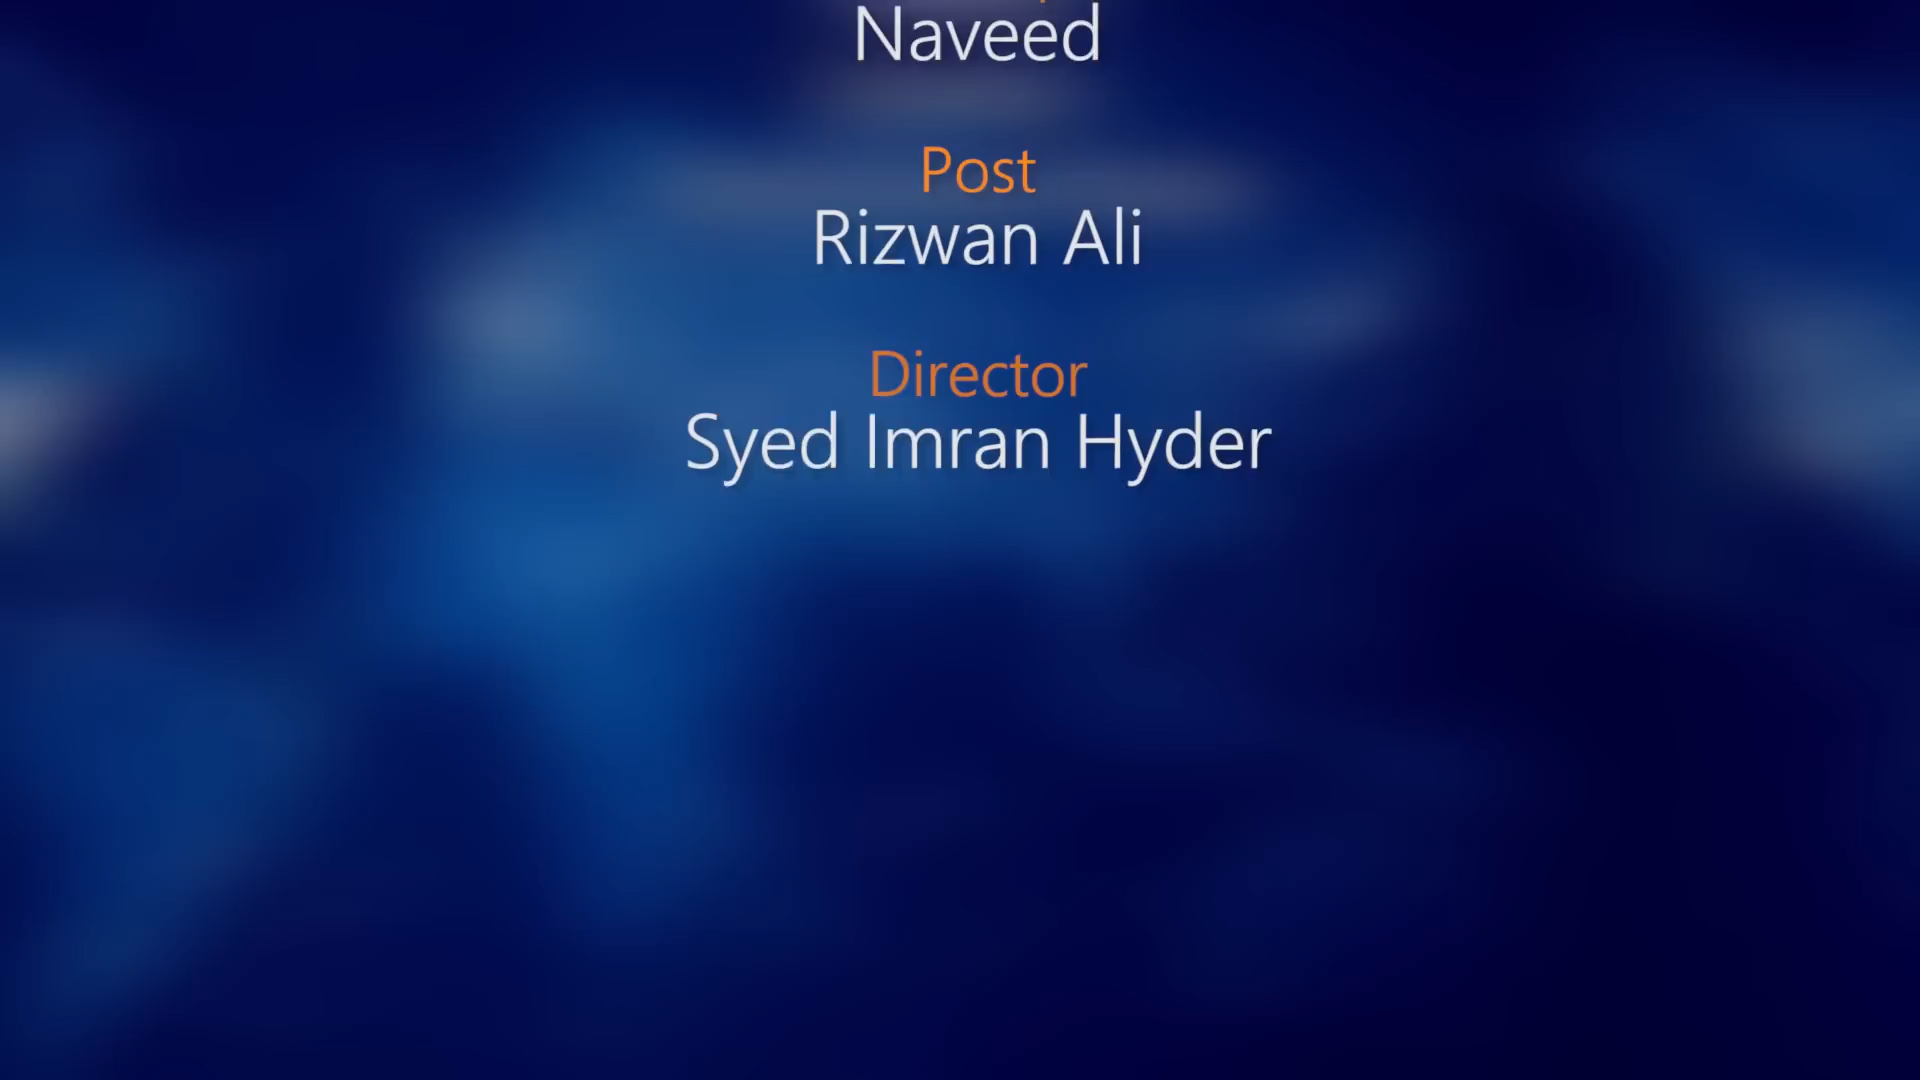 Naveed
Post
Rizwan Ali
Director
Syed Imran Hyder